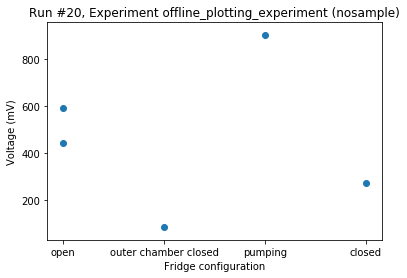 Run #20, Experiment offline_plotting_experiment (nosample)
800
600
400
200
Voltage (mV)
open outer chamber closed pumping closed
Fridge configuration